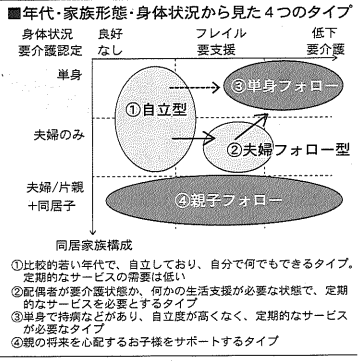 ■年代・家族形態・身体状況から見た4つのタイプ
身体状況 良好 フレイル 低下
要介護認定 なし 要支援 要介護
単身
①自立型
③単身フォロー
夫婦のみ
②夫婦フォロー型
夫婦/片親
+同居子
④親子フォロー
同居家族構成
①比較的若い年代で、自立しており、自分で何でもできるタイプ。
定期的なサービスの需要は低い
②配偶者が要介護状態か、何かの生活支援が必要な状態で、定期
的なサービスを必要とするタイプ
③単身で持病などがあり、自立度が高くなく、定期的なサービス
が必要なタイプ
④親の将来を心配するお子様をサポートするタイプ